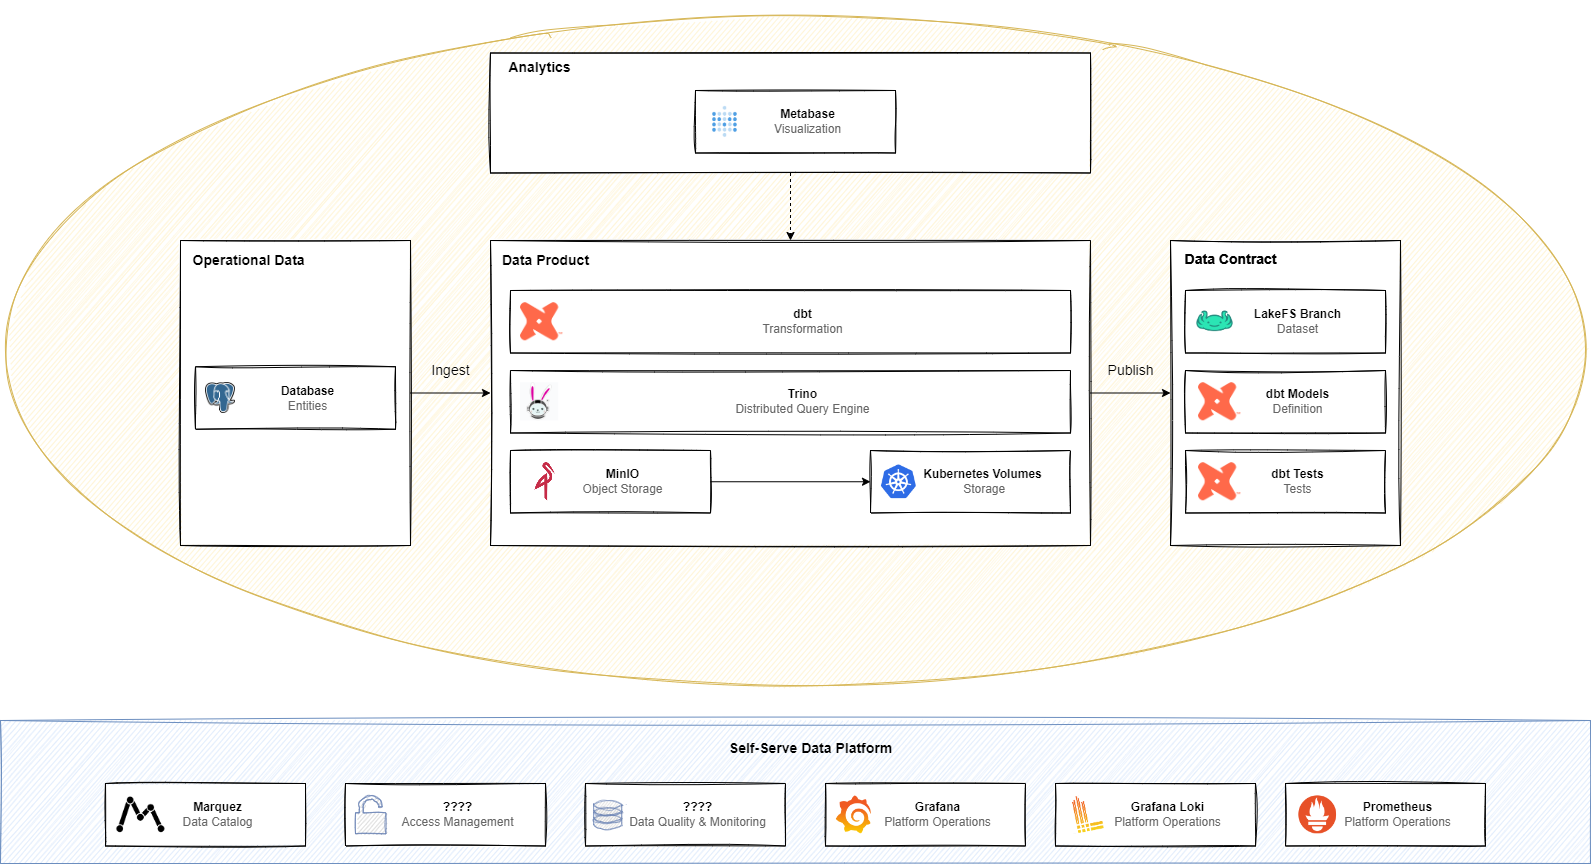 Analytics
Metabase
Visualization
Operational Data
Database
Entities
Ingest
Data Product
dbt
Transformation
Trino
Distributed Query Engine
MinIO
Object Storage
Kubernetes Volumes
Storage
Publish
Data Contract
LakeFS Branch
Dataset
dbt Models
Definition
dbt Tests
Tests
Self-Serve Data Platform
Marquez
Data Catalog
????
Access Management
????
Data Quality & Monitoring
Grafana
Platform Operations
Grafana Loki
Platform Operations
Prometheus
Platform Operations